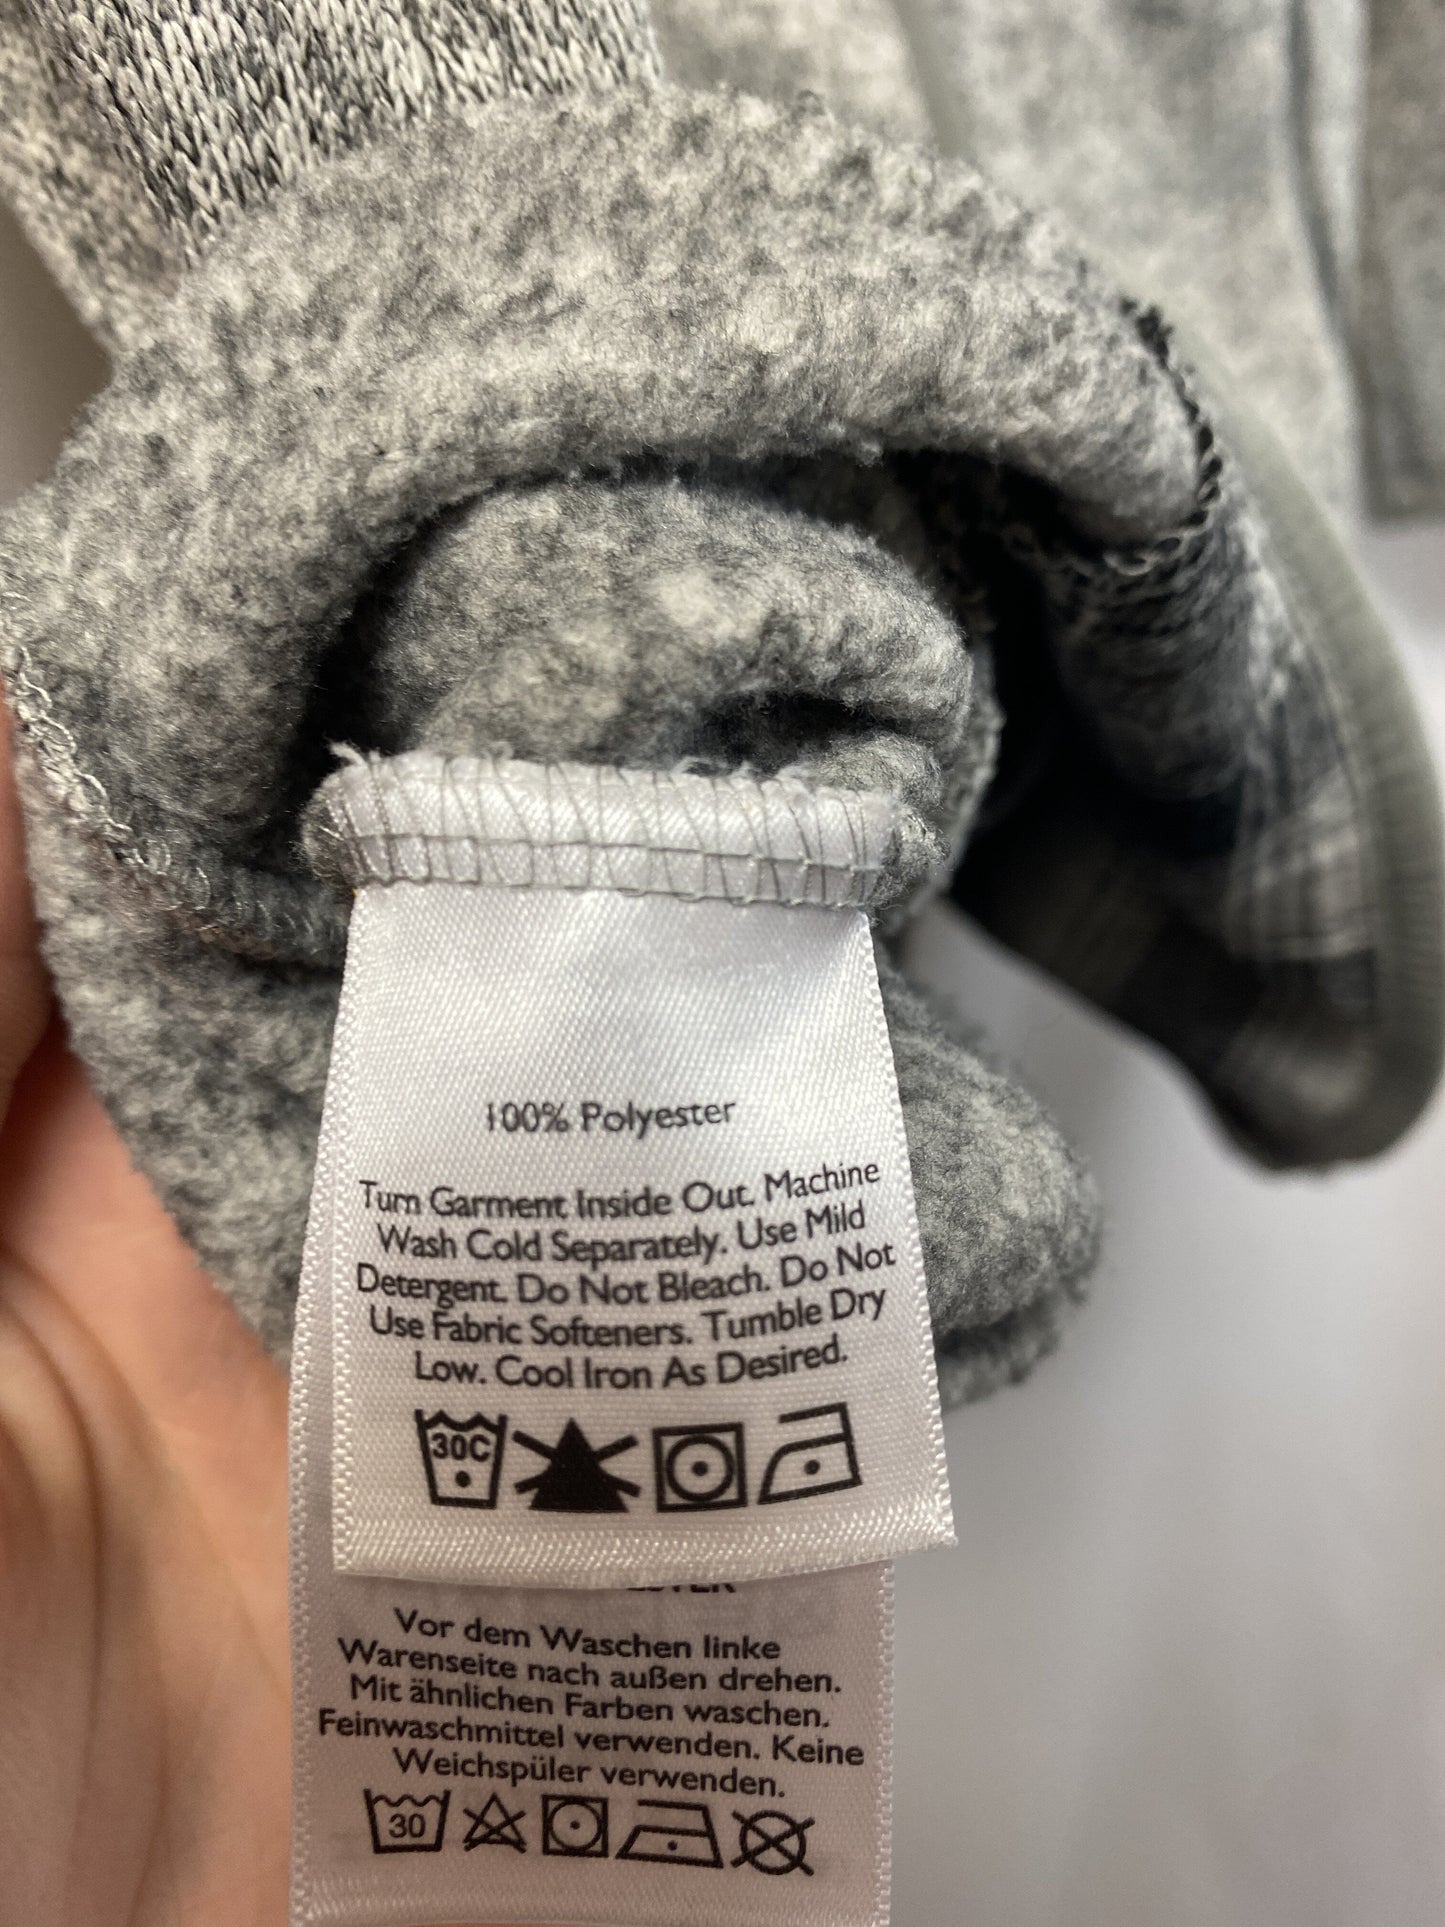 100% Polyester
Turn Garment Inside Out. Machine
Wash Cold Separately. Use Mild
Detergent. Do Not Bleach. Do Not
Use Fabric Softeners. Tumble Dry
Low. Cool Iron As Desired.
30C
Vor dem Waschen linke
Warenseite nach außen drehen.
Mit ähnlichen Farben waschen.
Feinwaschmittel verwenden. Keine
Weichspüler verwenden.
30